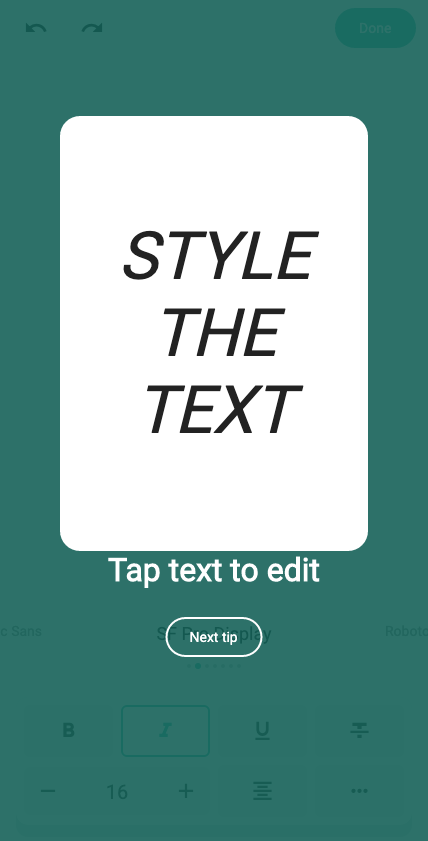 Done
STYLE
THE
TEXT
Tap text to edit
c Sans
SF Pro Display
Roboto
Next tip
B I U
16